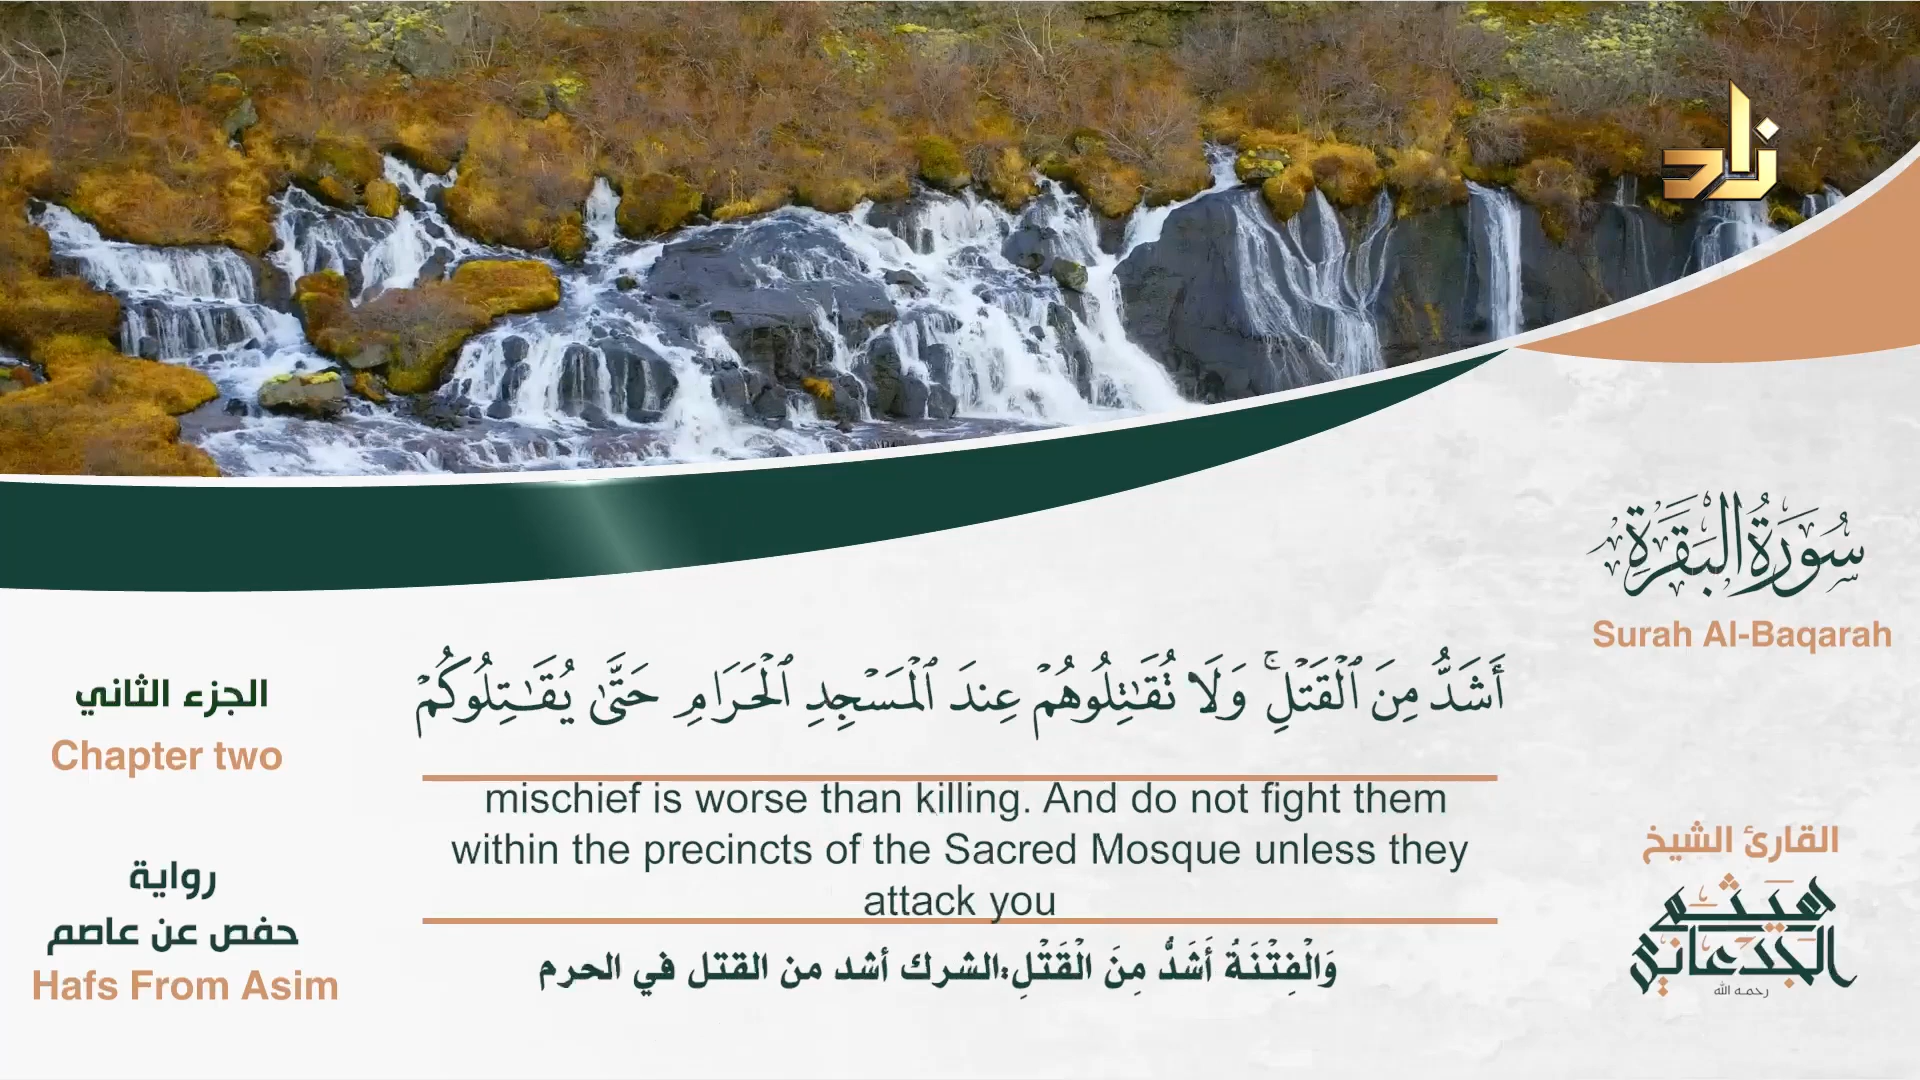 زاد
سُورَةُ الْبَقَرَةِ
Surah Al-Baqarah
أَشَدُّ مِنَ ٱلْقَتْلِۚ وَلَا تُقَٰتِلُوهُمْ عِندَ ٱلْمَسْجِدِ ٱلْحَرَامِ حَتَّىٰ يُقَٰتِلُوكُمْ
الجزء الثاني
Chapter two
mischief is worse than killing. And do not fight them
within the precincts of the Sacred Mosque unless they
attack you
القارئ الشيخ
هيثم
الجدعاني
رحمه الله
رواية
حفص عن عاصم
Hafs From Asim
وَالْفِتْنَةُ أَشَدُّ مِنَ الْقَتْلِ:الشرك أشد من القتل في الحرم